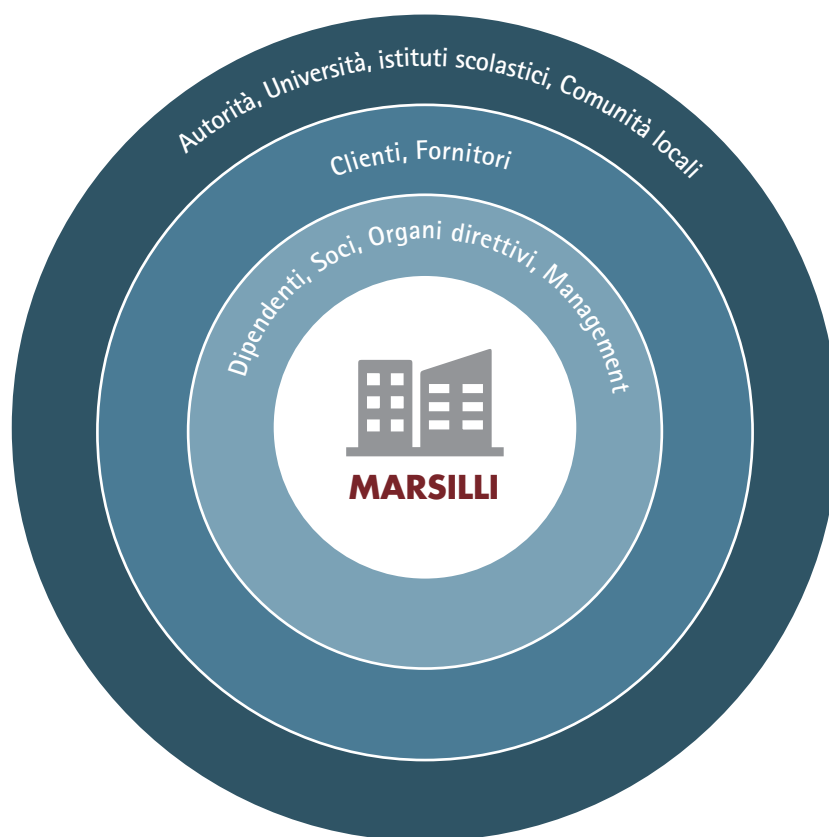 Autorità, Università, istituti scolastici, Comunità locali
Clienti, Fornitori
Dipendenti, Soci, Organi direttivi, Management
MARSILLI